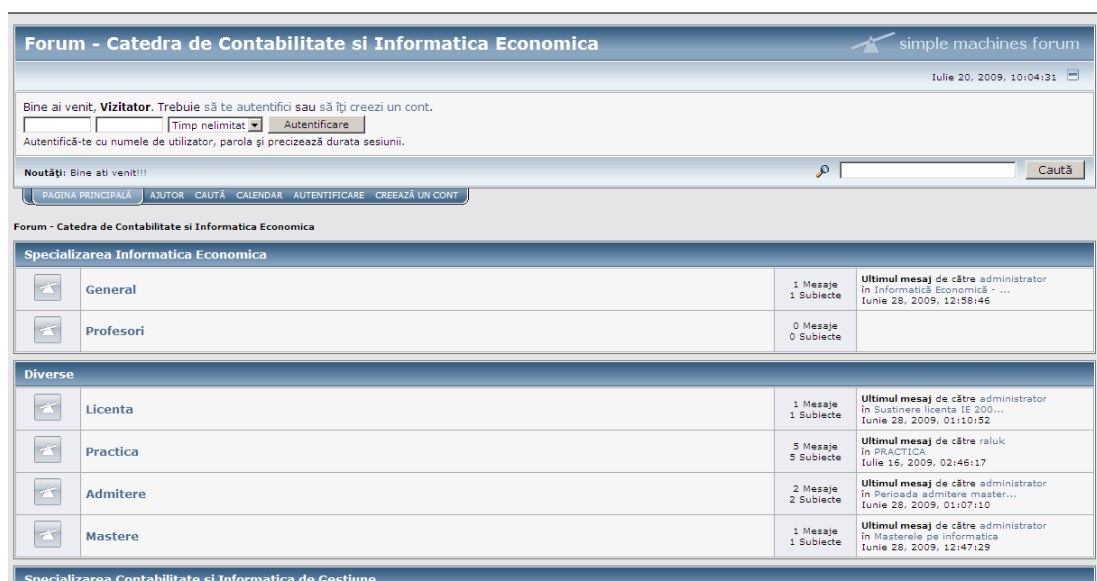 Forum - Catedra de Contabilitate si Informatica Economica
simple machines forum
Iulie 20, 2009, 10:04:31
Bine ai venit, Vizitator. Trebuie să te autentifici sau să îţi creezi un cont.
Timp nelimitat Autentificare
Autentifică-te cu numele de utilizator, parola şi precizează durata sesiunii.
Noutăţi: Bine ati venit!!!
Caută
PAGINA PRINCIPALĂ AJUTOR CAUTĂ CALENDAR AUTENTIFICARE CREEAZĂ UN CONT
Forum - Catedra de Contabilitate si Informatica Economica
Specializarea Informatica Economica
General
1 Mesaje
1 Subiecte
Ultimul mesaj de către administrator
în Informatică Economică - ...
Iunie 28, 2009, 12:58:46
Profesori
0 Mesaje
0 Subiecte
Diverse
Licenta
1 Mesaje
1 Subiecte
Ultimul mesaj de către administrator
în Sustinere licenta IE 200...
Iunie 28, 2009, 01:10:52
Practica
5 Mesaje
5 Subiecte
Ultimul mesaj de către raluk
în PRACTICA
Iulie 16, 2009, 02:46:17
Admitere
2 Mesaje
2 Subiecte
Ultimul mesaj de către administrator
în Perioada admitere master...
Iunie 28, 2009, 01:07:10
Mastere
1 Mesaje
1 Subiecte
Ultimul mesaj de către administrator
în Masterele pe informatica
Iunie 28, 2009, 12:47:29
Specializarea Contabilitate si Informatica de Gestiune